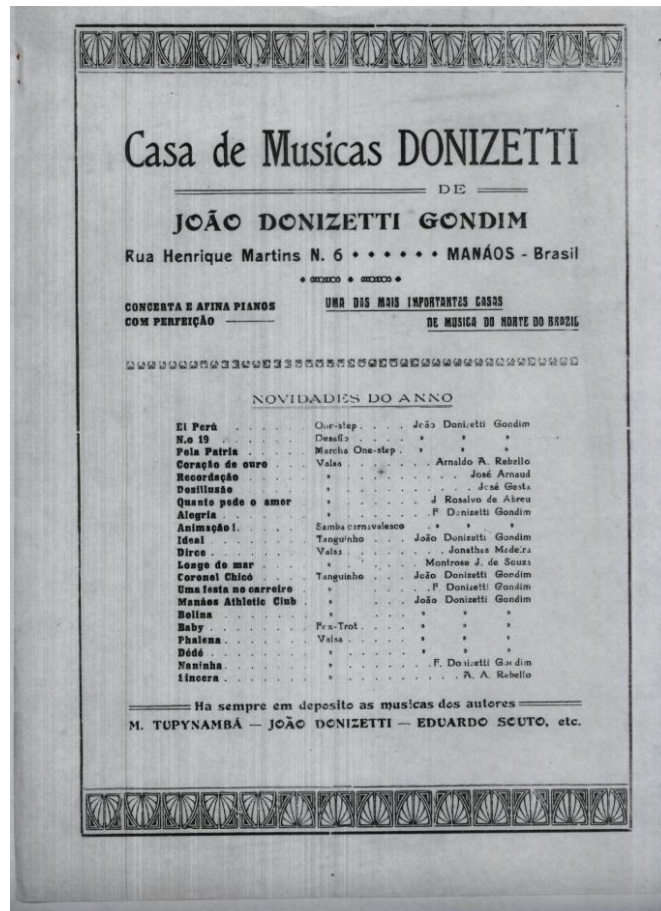 Casa de Musicas DONIZETTI
DE
JOÃO DONIZETTI GONDIM
Rua Henrique Martins N. 6 • • • • • • MANÁOS - Brasil
CONCERTA E AFINA PIANOS
COM PERFEIÇÃO
UMA DAS MAIS IMPORTANTES CASAS
DE MUSICA DO NORTE DO BRAZIL
NOVIDADES DO ANNO
El Perú . . . . . One-step . . . . João Donizetti Gondim
N.o 19 . . . . . Desafio . . . . " " "
Pela Patria . . . . Marcha One-step . " " "
Coração de ouro . . . Valsa . . . . . . . Arnaldo A. Rebello
Recordação . . . . " . . . . . . . José Arnaud
Desillusão . . . . " . . . . . . . José Gesta
Quanto pode o amor " . . . . . . J Rosalvo de Abreu
Alegria . . . . . " . . . . . . F Donizetti Gondim
Animação ! . . . . Samba carnavalesco . " " "
Ideal . . . . . . Tanguinho . . . João Donizetti Gondim
Dirce . . . . . . Valsa . . . . . . . Jonathas Madeira
Longe do mar . . . " . . . . . . Montrose J. de Souza
Coronel Chicó . . . Tanguinho . . . João Donizetti Gondim
Uma festa no carreiro " . . . . . F. Donizetti Gondim
Manáos Athletic Club . " . . . . João Donizetti Gondim
Bolina . . . . . . " . . . . " " "
Baby . . . . . . Fox-Trot . . . . " " "
Phalena . . . . . Valsa . . . . . " " "
Dédé . . . . . . " . . . . . " " "
Naninha . . . . . " . . . . . . F. Donizetti Gondim
Sincera . . . . . " . . . . . . A. A. Rebello
Ha sempre em deposito as musicas dos autores
M. TUPYNAMBÁ — JOÃO DONIZETTI — EDUARDO SOUTO, etc.